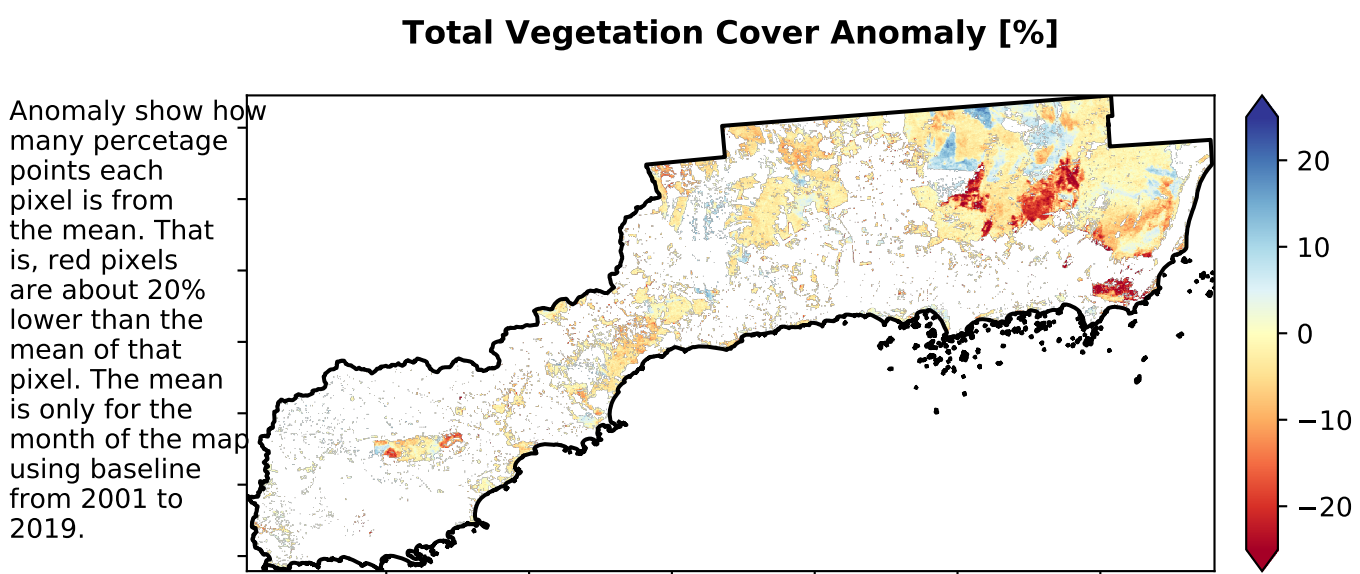 Total Vegetation Cover Anomaly [%]
Anomaly show how
many percetage
points each
pixel is from
the mean. That
is, red pixels
are about 20%
lower than the
mean of that
pixel. The mean
is only for the
month of the map
using baseline
from 2001 to
2019.
20
10
0
−10
−20